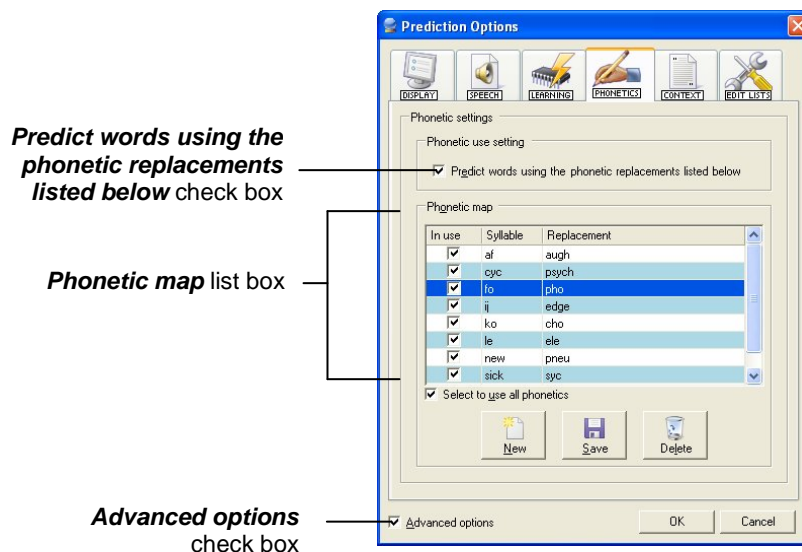 Prediction Options
DISPLAY SPEECH LEARNING PHONETICS CONTEXT EDIT LISTS
Phonetic settings
Phonetic use setting
Predict words using the
phonetic replacements
listed below check box
Predict words using the phonetic replacements listed below
Phonetic map
In use Syllable Replacement
af augh
cyc psych
fo pho
ij edge
ko cho
le ele
new pneu
sick syc
Phonetic map list box
Select to use all phonetics
New Save Delete
Advanced options
check box
Advanced options
OK Cancel